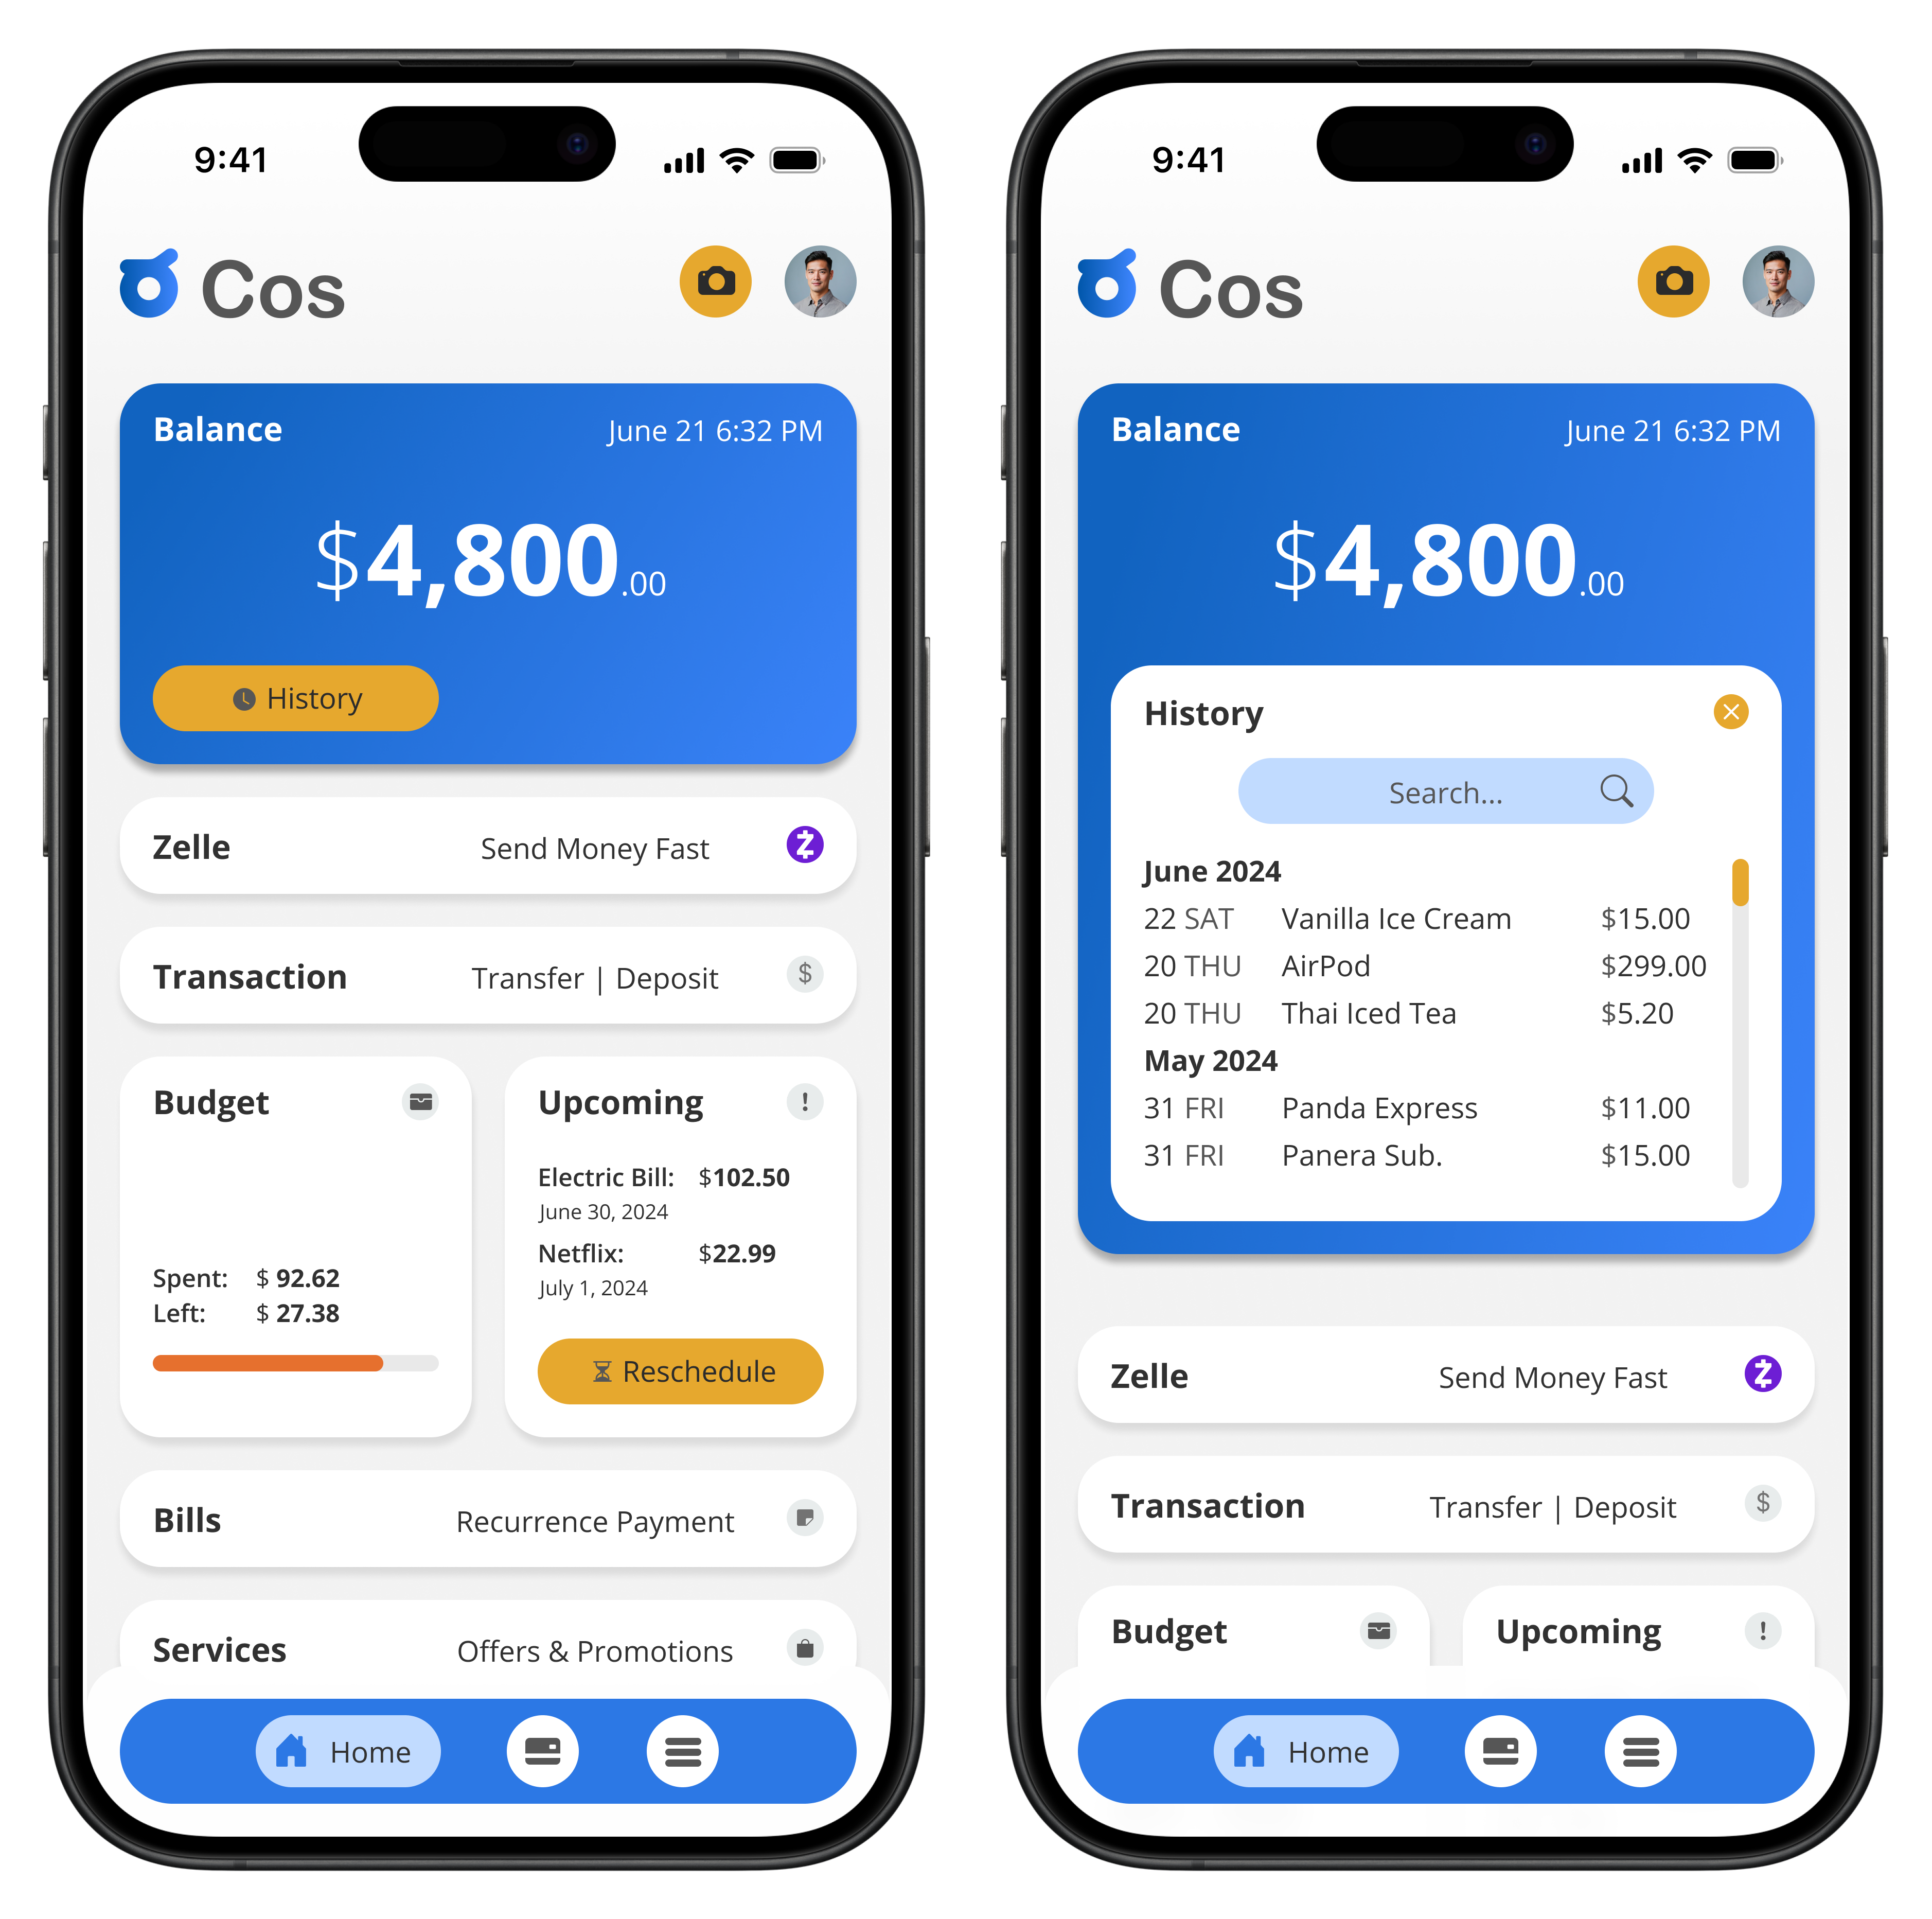 9:41
Cos
Balance June 21 6:32 PM
$4,800.00
History
Zelle Send Money Fast
Transaction Transfer | Deposit $
Budget
Spent: $ 92.62
Left: $ 27.38
Upcoming !
Electric Bill: $102.50
June 30, 2024
Netflix: $22.99
July 1, 2024
Reschedule
Bills Recurrence Payment
Services Offers & Promotions
Home
9:41
Cos
Balance June 21 6:32 PM
$4,800.00
History
Search...
June 2024
22 SAT Vanilla Ice Cream $15.00
20 THU AirPod $299.00
20 THU Thai Iced Tea $5.20
May 2024
31 FRI Panda Express $11.00
31 FRI Panera Sub. $15.00
Zelle Send Money Fast
Transaction Transfer | Deposit $
Budget
Upcoming !
Home